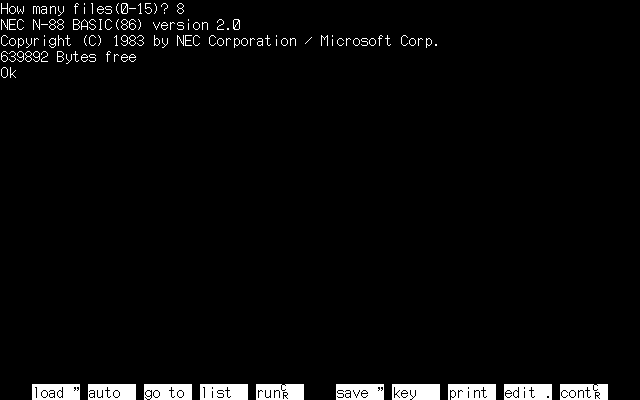 How many files(0-15)? 8
NEC N-88 BASIC(86) version 2.0
Copyright (C) 1983 by NEC Corporation / Microsoft Corp.
639892 Bytes free
Ok
load " auto go to list run␍ save " key print edit . cont␍